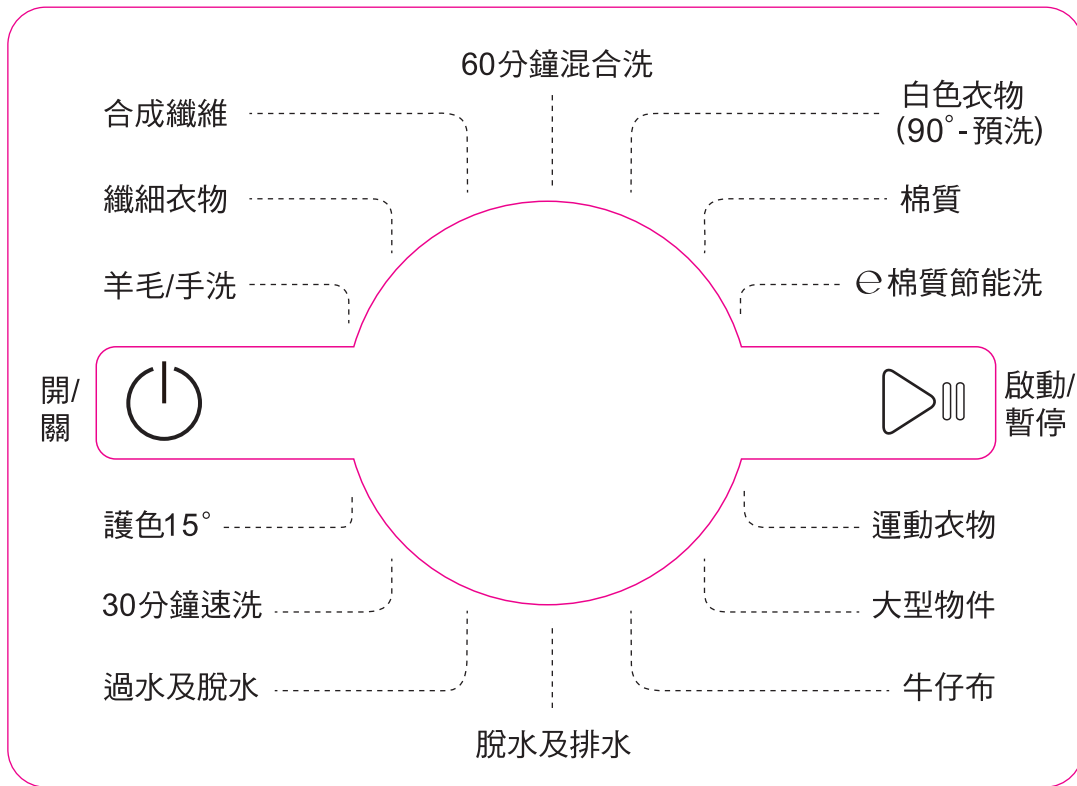 60分鐘混合洗
合成纖維
白色衣物
(90°-預洗)
纖細衣物
棉質
羊毛/手洗
℮棉質節能洗
開/
關
啟動/
暫停
護色15°
運動衣物
30分鐘速洗
大型物件
過水及脫水
牛仔布
脫水及排水